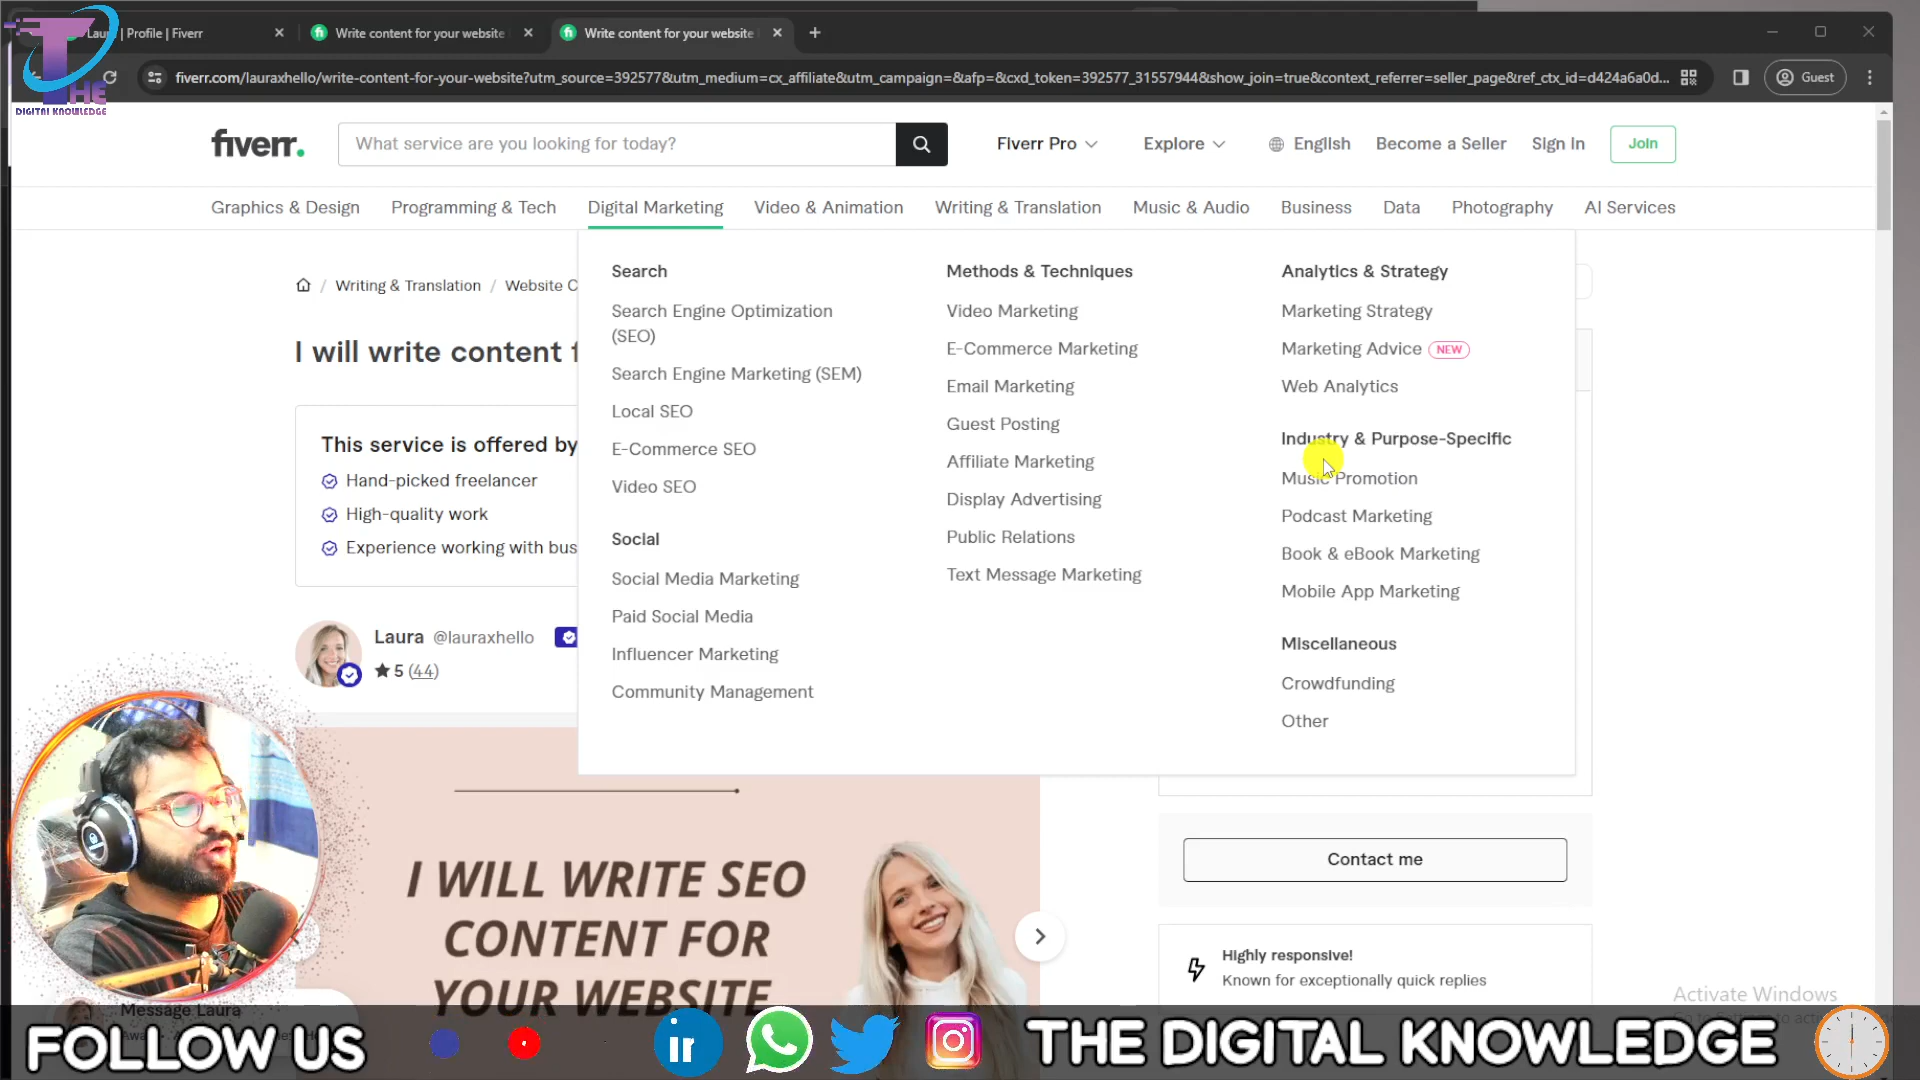 Laur | Profile | Fiverr
Write content for your website
Write content for your website
THE
DIGITAL KNOWLEDGE
fiverr.com/lauraxhello/write-content-for-your-website?utm_source=392577&utm_medium=cx_affiliate&utm_campaign=&afp=&cxd_token=392577_31557944&show_join=true&context_referrer=seller_page&ref_ctx_id=d424a6a0d...
Guest
fiverr.
What service are you looking for today?
Fiverr Pro
Explore
English
Become a Seller
Sign In
Join
Graphics & Design
Programming & Tech
Digital Marketing
Video & Animation
Writing & Translation
Music & Audio
Business
Data
Photography
AI Services
/ Writing & Translation / Website C
I will write content f
This service is offered by
Hand-picked freelancer
High-quality work
Experience working with bus
Laura @lauraxhello
5 (44)
Search
Search Engine Optimization
(SEO)
Search Engine Marketing (SEM)
Local SEO
E-Commerce SEO
Video SEO
Social
Social Media Marketing
Paid Social Media
Influencer Marketing
Community Management
Methods & Techniques
Video Marketing
E-Commerce Marketing
Email Marketing
Guest Posting
Affiliate Marketing
Display Advertising
Public Relations
Text Message Marketing
Analytics & Strategy
Marketing Strategy
Marketing Advice NEW
Web Analytics
Industry & Purpose-Specific
Music Promotion
Podcast Marketing
Book & eBook Marketing
Mobile App Marketing
Miscellaneous
Crowdfunding
Other
I WILL WRITE SEO
CONTENT FOR
YOUR WEBSITE
Contact me
Highly responsive!
Known for exceptionally quick replies
Activate Windows
Message Laura
FOLLOW US
in
THE DIGITAL KNOWLEDGE